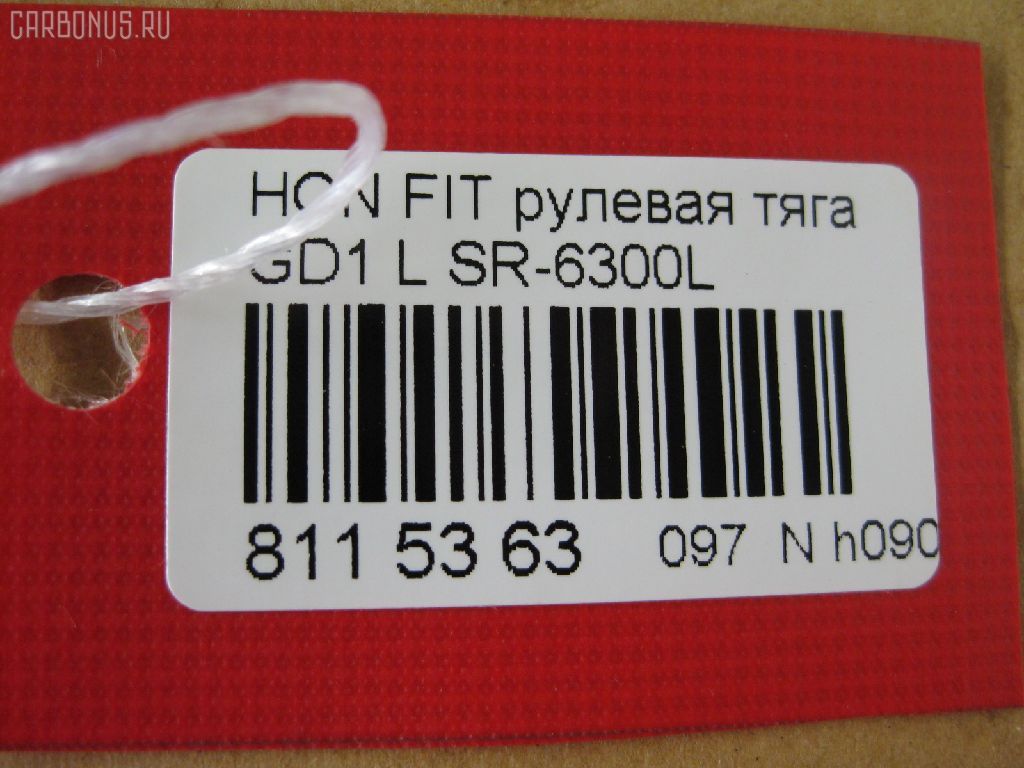 CARBONUS.RU
HON FIT рулевая тяга
GD1 L SR-6300L
811 53 63 097 N h090